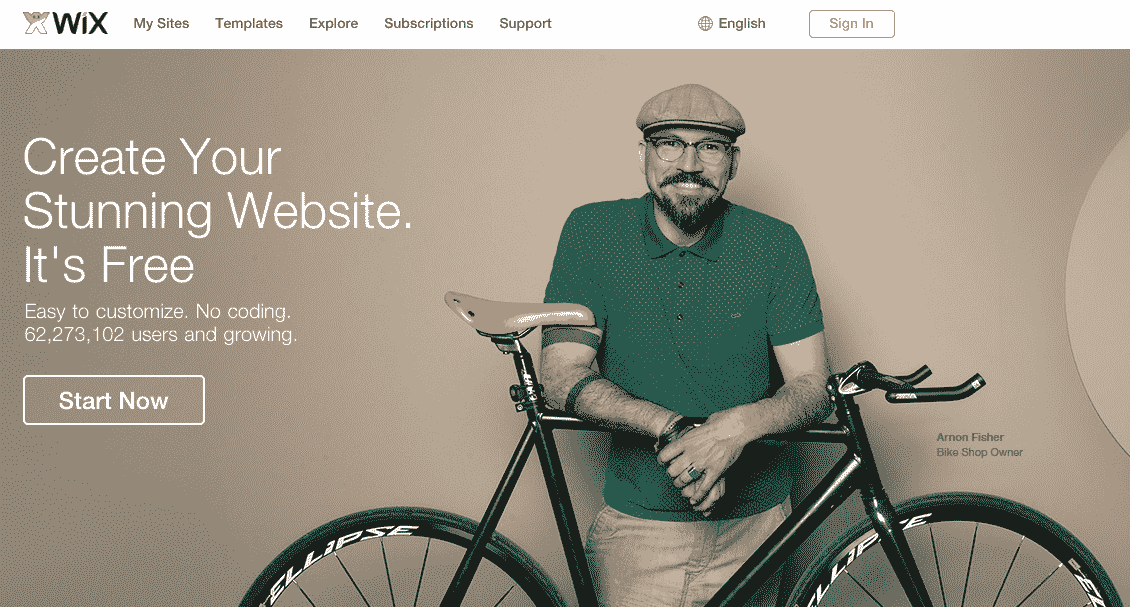 WiX
My Sites
Templates
Explore
Subscriptions
Support
English
Sign In
Create Your
Stunning Website.
It's Free
Easy to customize. No coding.
62,273,102 users and growing.
Start Now
Arnon Fisher
Bike Shop Owner
ELLIPSE
ELLIPSE